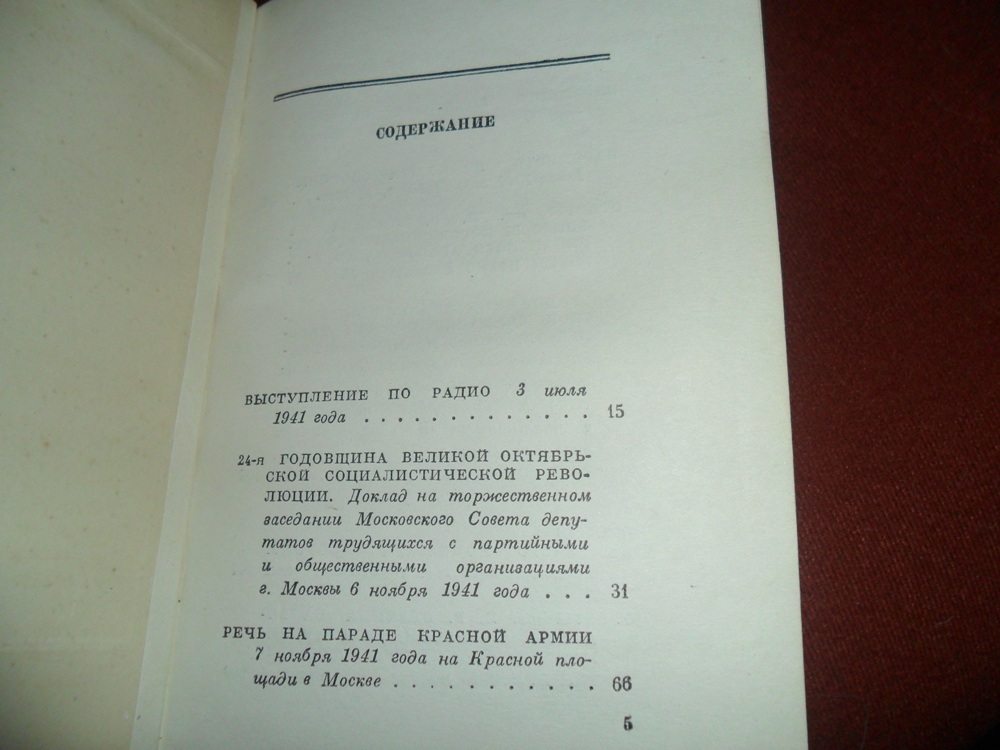 СОДЕРЖАНИЕ
ВЫСТУПЛЕНИЕ ПО РАДИО 3 июля
1941 года . . . . . . . . . . . . . 15
24-я ГОДОВЩИНА ВЕЛИКОЙ ОКТЯБРЬ-
СКОЙ СОЦИАЛИСТИЧЕСКОЙ РЕВО-
ЛЮЦИИ. Доклад на торжественном
заседании Московского Совета депу-
татов трудящихся с партийными
и общественными организациями
г. Москвы 6 ноября 1941 года . . . 31
РЕЧЬ НА ПАРАДЕ КРАСНОЙ АРМИИ
7 ноября 1941 года на Красной пло-
щади в Москве . . . . . . . . . . . 66
5